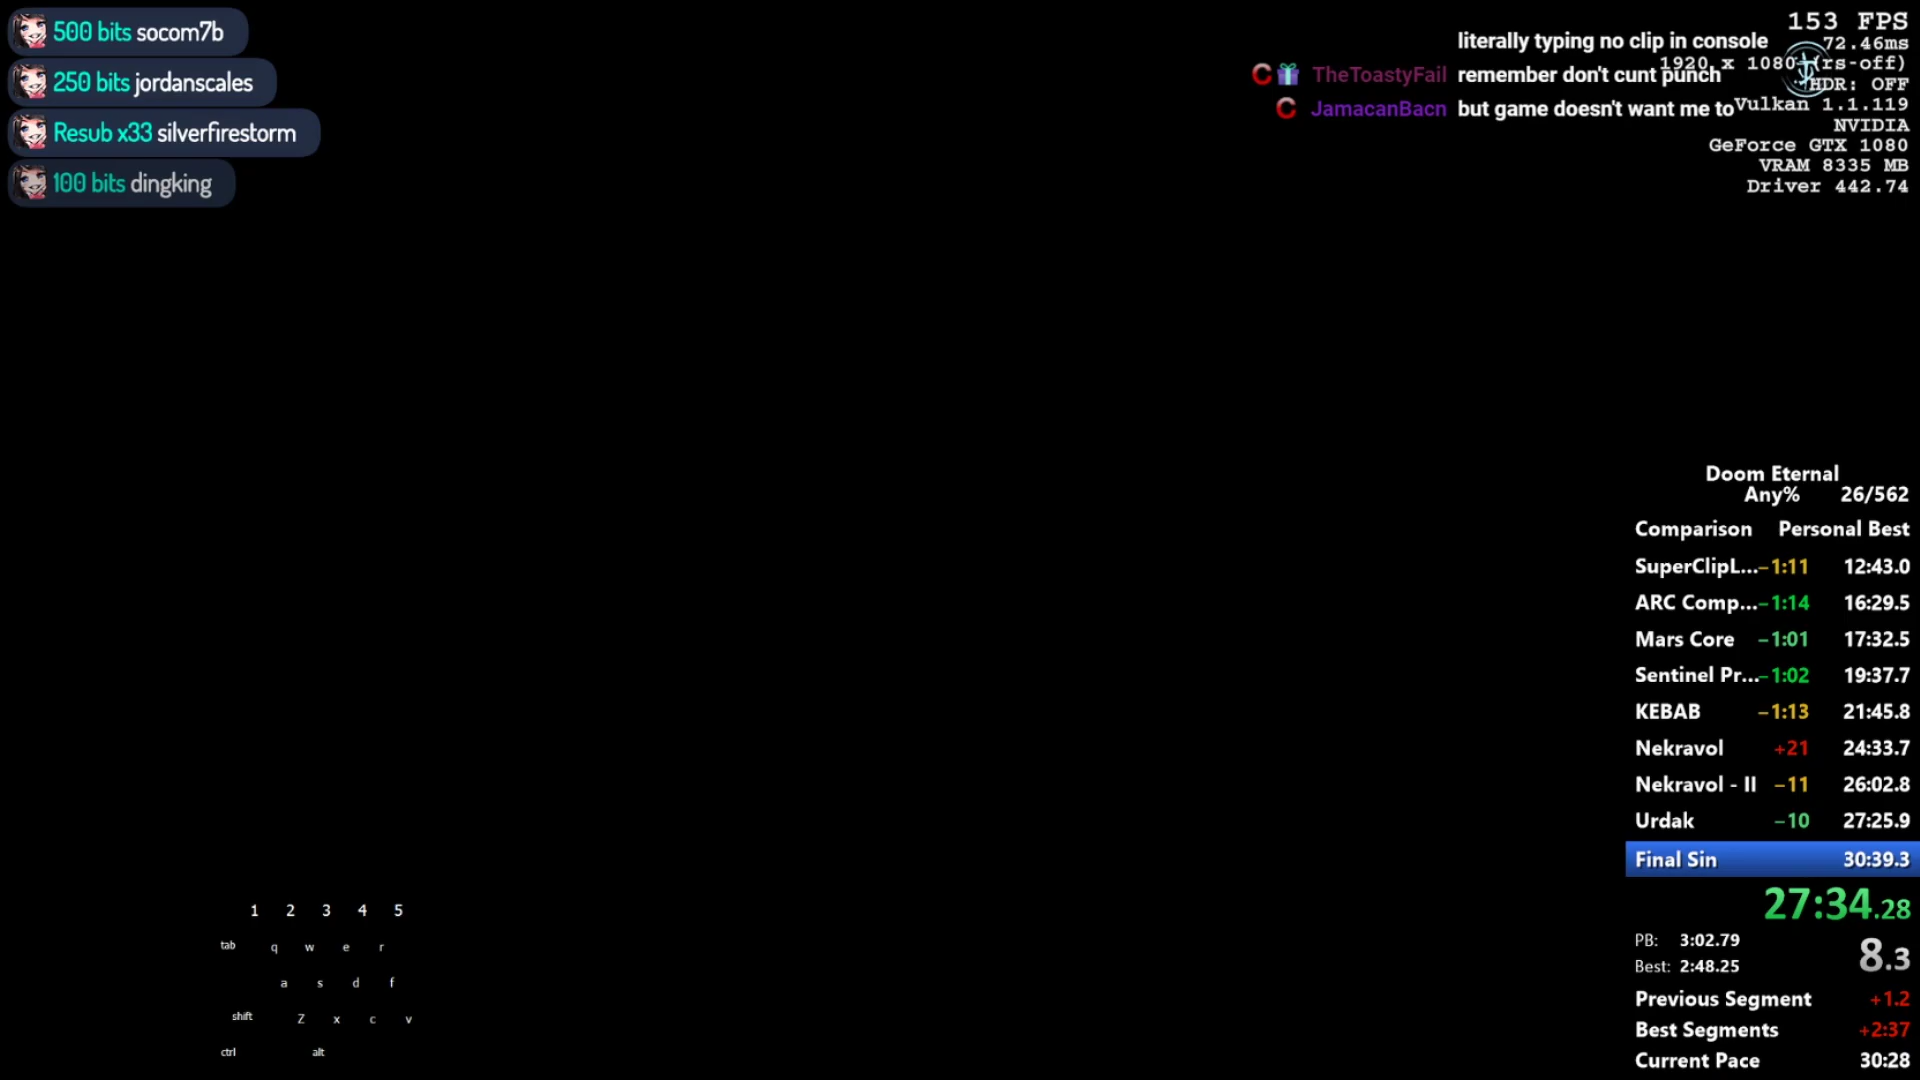 500 bits socom7b
250 bits jordanscales
Resub x33 silverfirestorm
100 bits dingking
literally typing no clip in console
TheToastyFail remember don't cunt punch
JamacanBacn but game doesn't want me to
153 FPS
72.46ms
1920 x 1080 (rs-off)
HDR: OFF
Vulkan 1.1.119
NVIDIA
GeForce GTX 1080
VRAM 8335 MB
Driver 442.74
Doom Eternal
Any% 26/562
Comparison Personal Best
SuperClipL... −1:11 12:43.0
ARC Comp... −1:14 16:29.5
Mars Core −1:01 17:32.5
Sentinel Pr... −1:02 19:37.7
KEBAB −1:13 21:45.8
Nekravol +21 24:33.7
Nekravol - II −11 26:02.8
Urdak −10 27:25.9
Final Sin 30:39.3
27:34.28
PB: 3:02.79
Best: 2:48.25
8.3
Previous Segment +1.2
Best Segments +2:37
Current Pace 30:28
1 2 3 4 5
tab q w e r
a s d f
shift Z x c v
ctrl alt